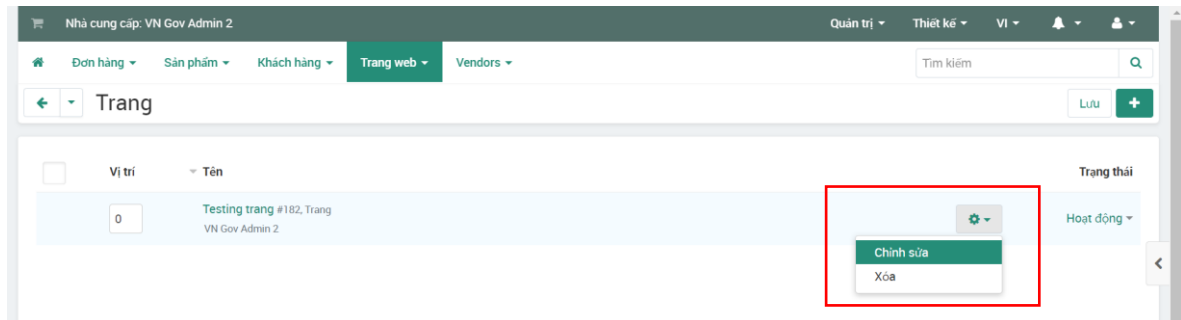 Nhà cung cấp: VN Gov Admin 2 Quản trị Thiết kế VI
Đơn hàng Sản phẩm Khách hàng Trang web Vendors Tìm kiếm
Trang Lưu
Vị trí Tên Trạng thái
0 Testing trang #182, Trang Hoạt động
VN Gov Admin 2
Chỉnh sửa
Xóa